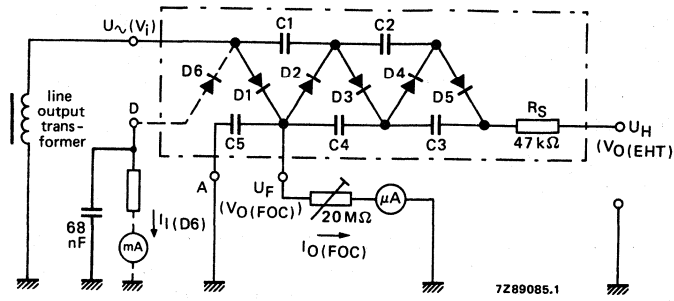 U∿(Vi)
C1
C2
D6
D1
D2
D3
D4
D5
line
output
trans-
former
D
C5
C4
C3
RS
47 kΩ
UH
(VO(EHT))
A
UF
(VO(FOC))
20 MΩ
μA
IO(FOC)
68
nF
mA
II(D6)
7Z89085.1